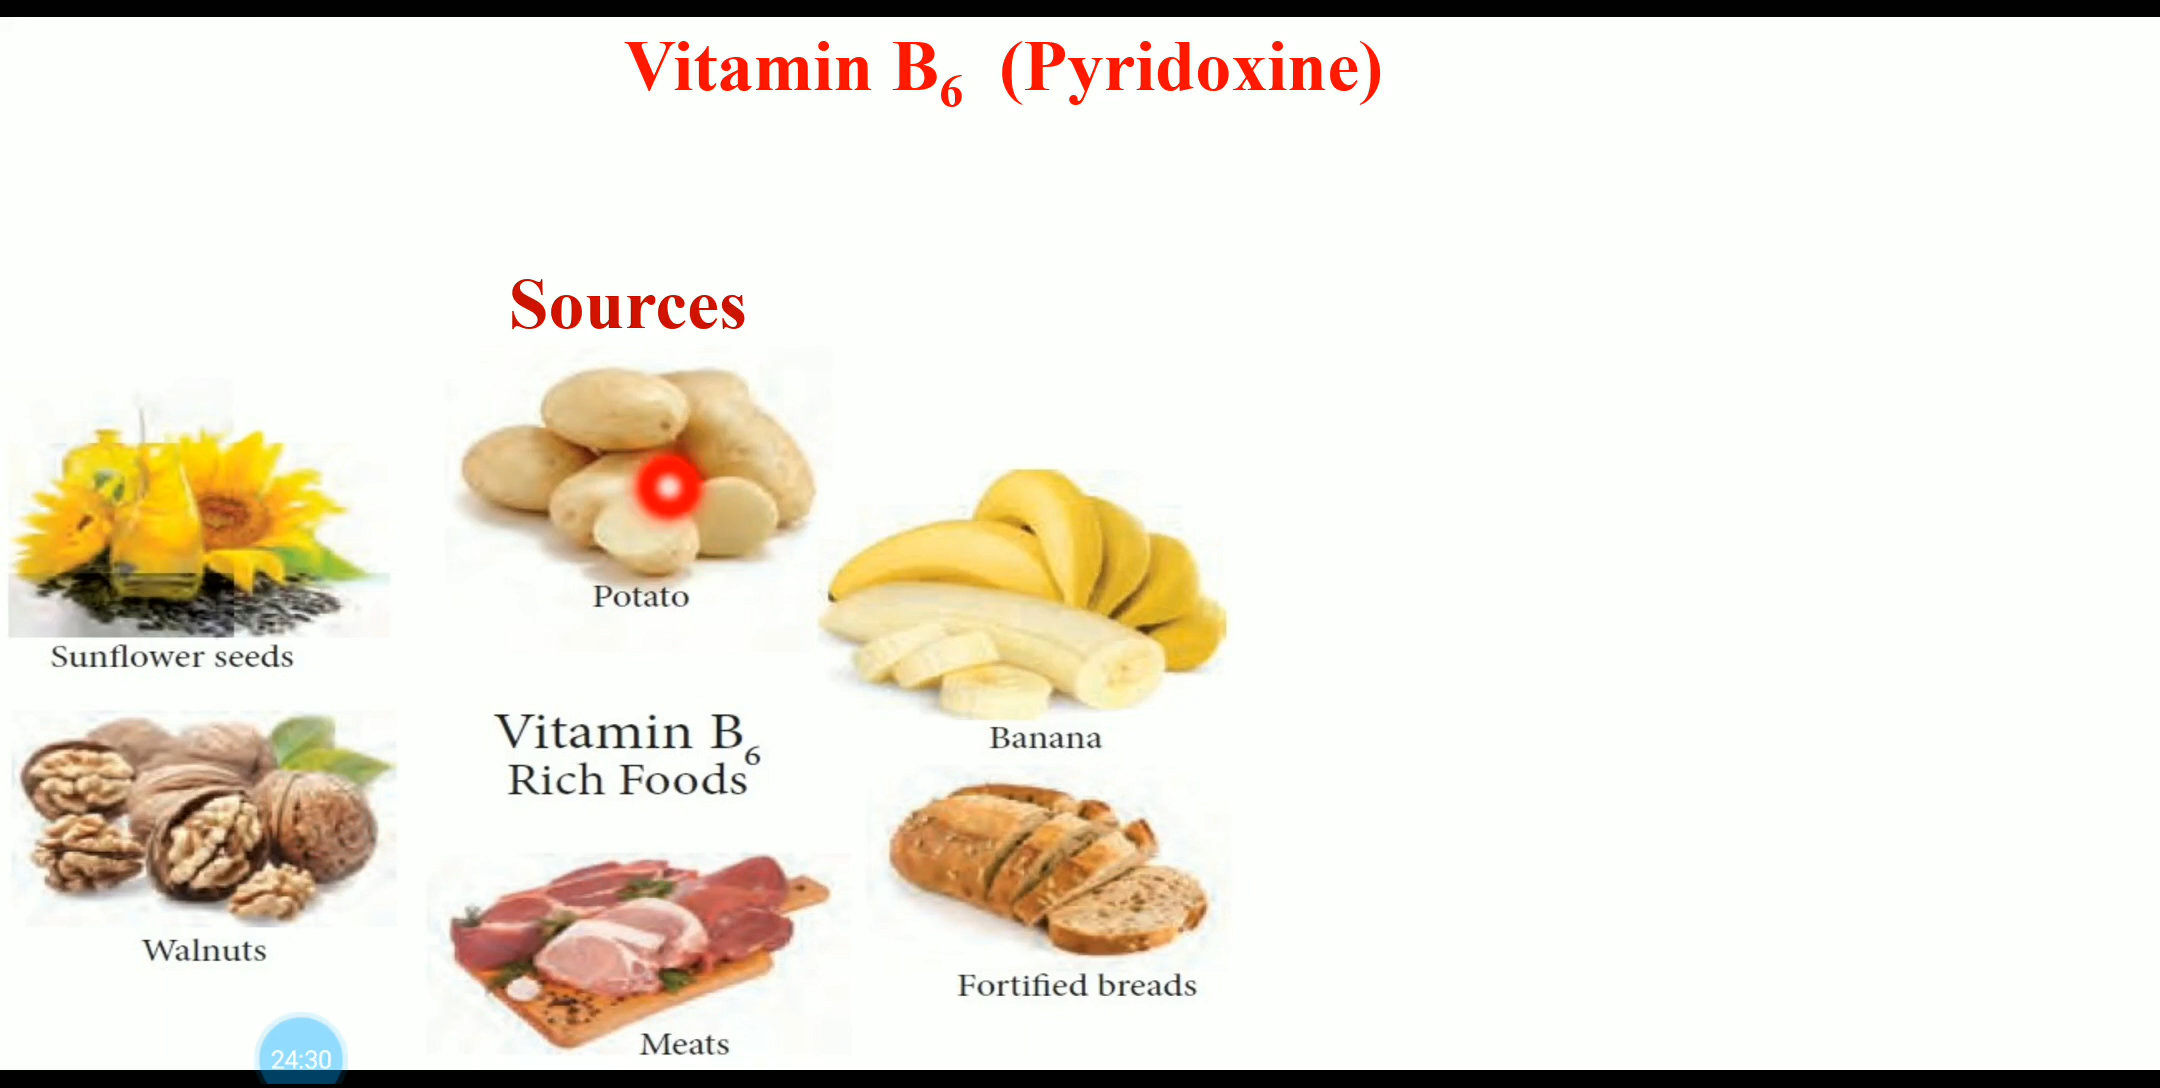 Vitamin B₆ (Pyridoxine)
Sources
Potato
Sunflower seeds
Banana
Vitamin B₆
Rich Foods
Walnuts
Fortified breads
Meats
24:30